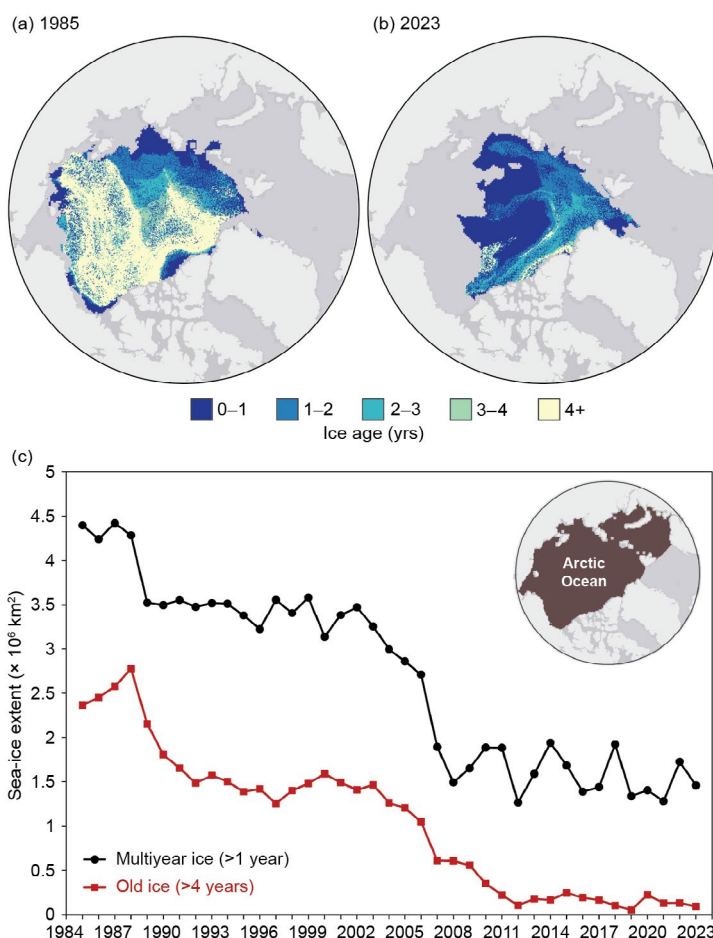 (a) 1985
(b) 2023
0–1 1–2 2–3 3–4 4+
Ice age (yrs)
(c)
5
4.5
4
3.5
3
2.5
2
1.5
1
0.5
0
Sea-ice extent (× 10⁶ km²)
Arctic
Ocean
Multiyear ice (>1 year)
Old ice (>4 years)
1984 1987 1990 1993 1996 1999 2002 2005 2008 2011 2014 2017 2020 2023